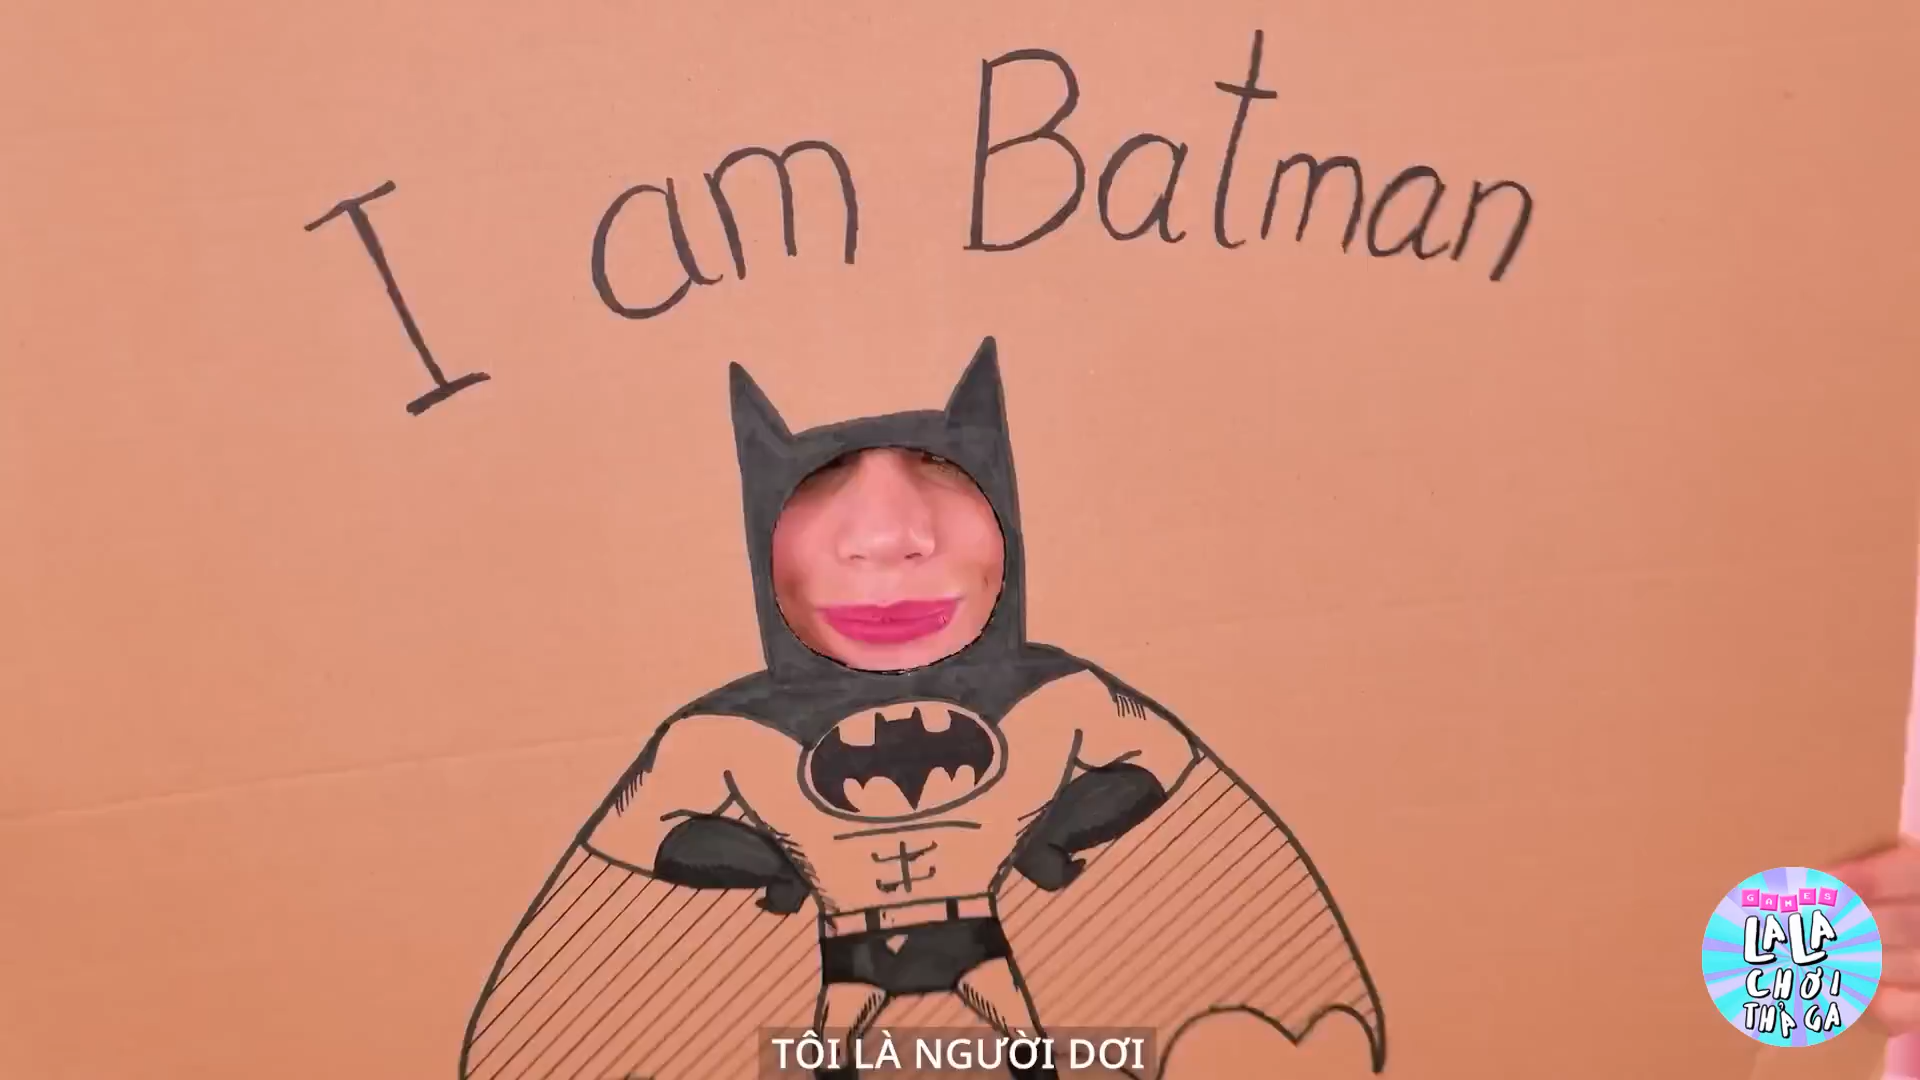 I am Batman
GAMES
LA LA
CHƠI
THẢ GA
TÔI LÀ NGƯỜI DƠI